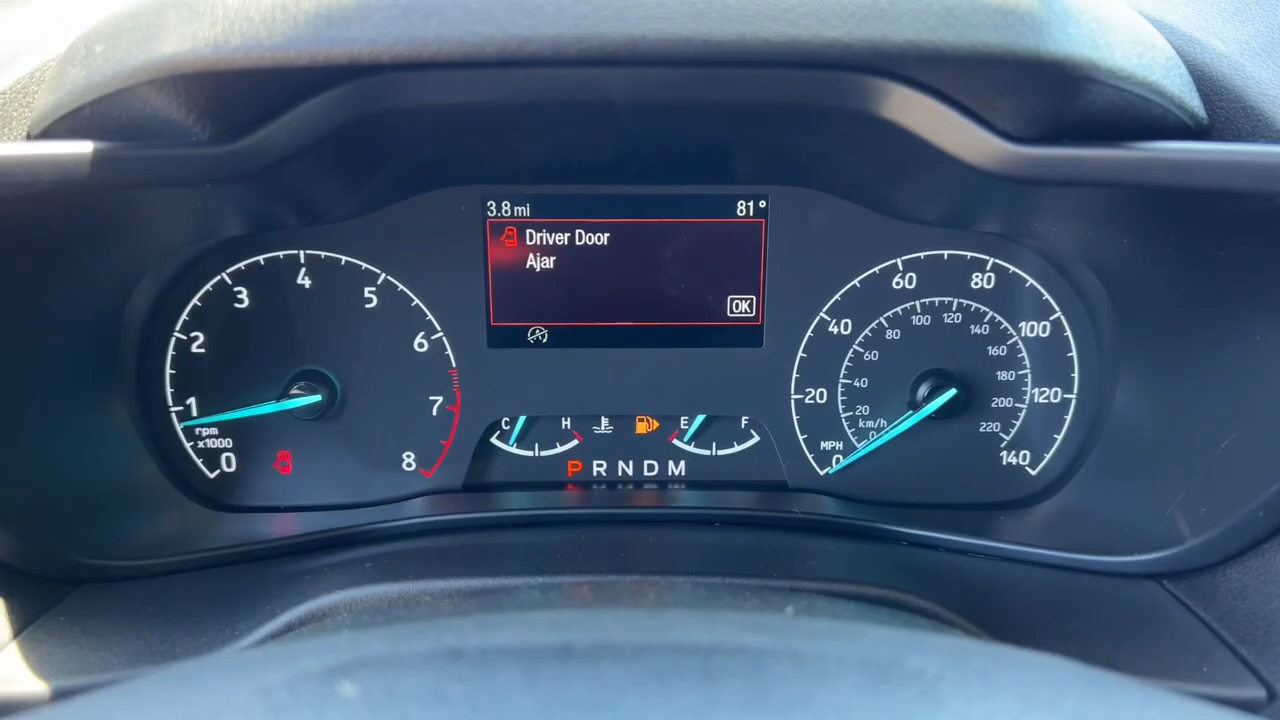 3.8 mi 81°
Driver Door
Ajar
OK
0 1 2 3 4 5 6 7 8
rpm
x1000
C H
E F
P R N D M
0 20 40 60 80 100 120 140
MPH
0 20 40 60 80 100 120 140 160 180 200 220
km/h